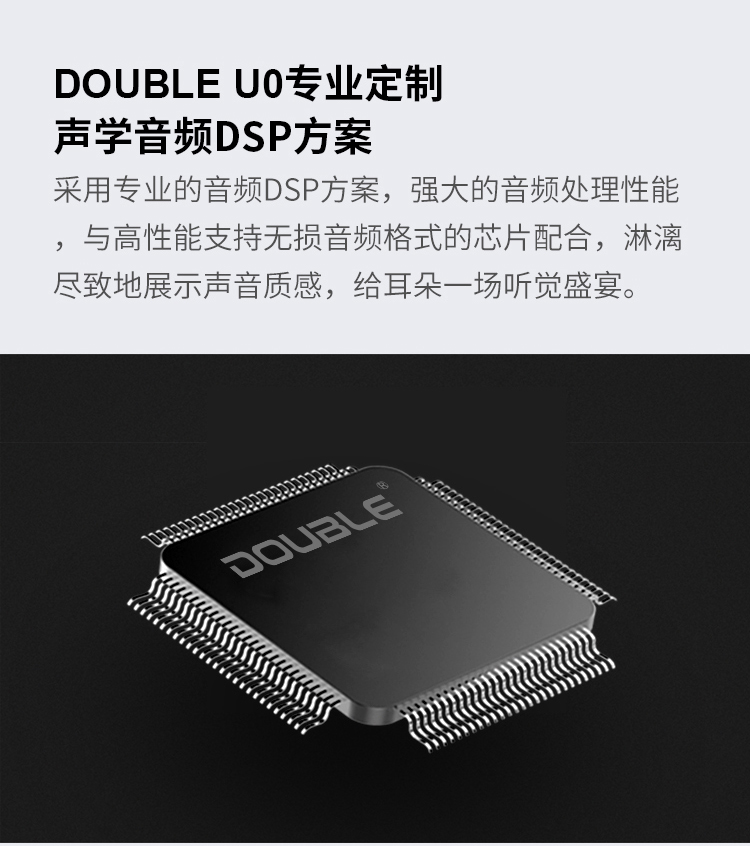 DOUBLE U0专业定制
声学音频DSP方案
采用专业的音频DSP方案，强大的音频处理性能
，与高性能支持无损音频格式的芯片配合，淋漓
尽致地展示声音质感，给耳朵一场听觉盛宴。
DOUBLE®